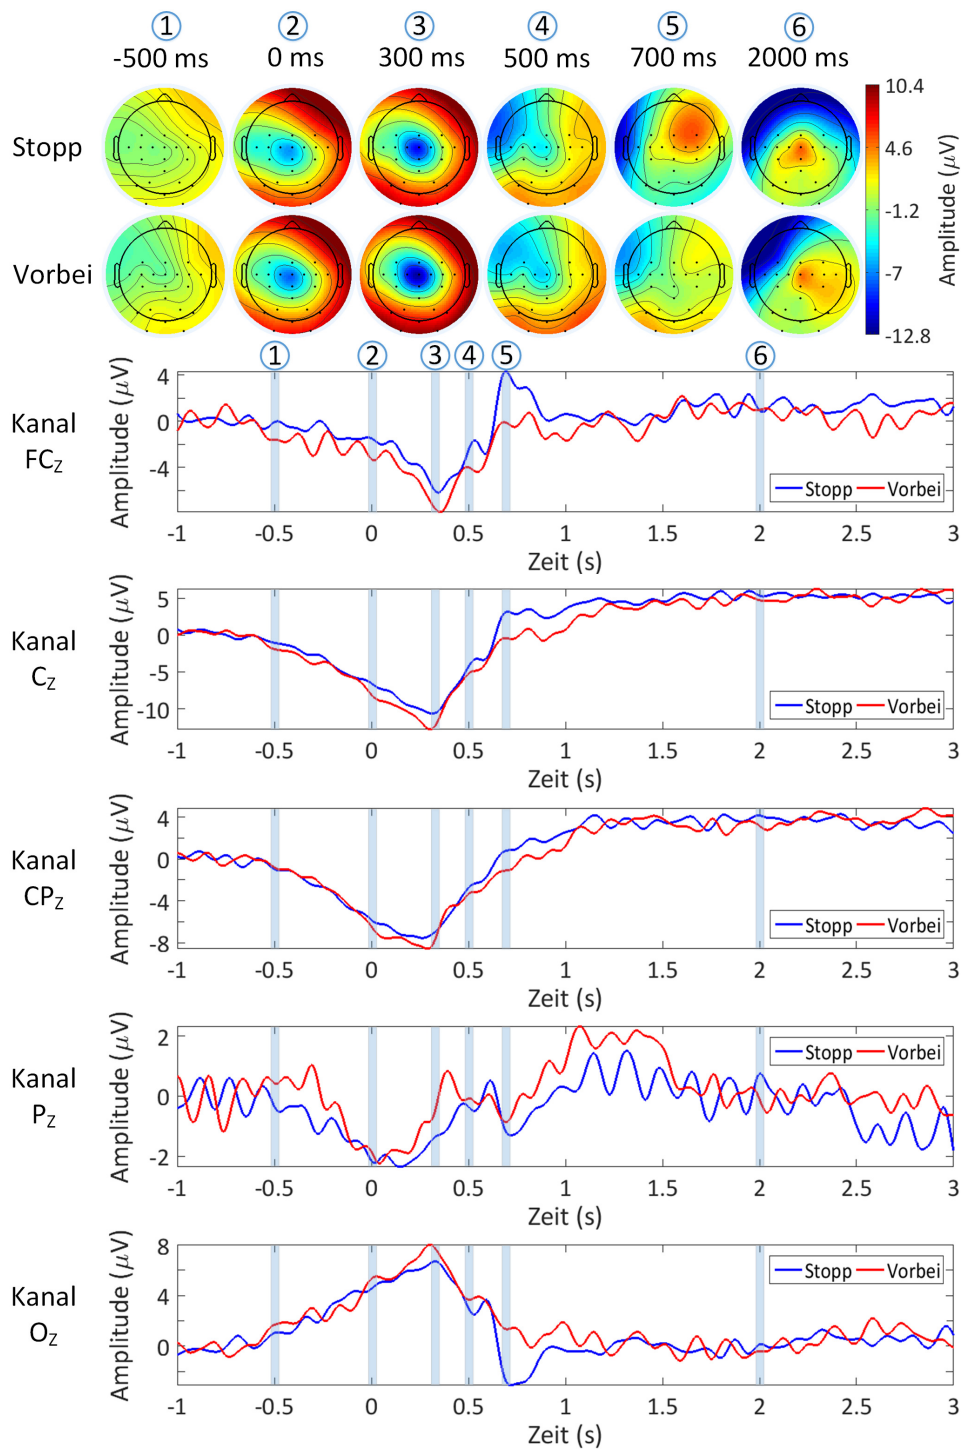 1 2 3 4 5 6
-500 ms 0 ms 300 ms 500 ms 700 ms 2000 ms
Stopp
Vorbei
10.4
4.6
-1.2
-7
-12.8
Amplitude (μV)
1 2 3 4 5 6
Kanal
FCZ
Amplitude (μV)
4
0
-4
Stopp Vorbei
-1 -0.5 0 0.5 1 1.5 2 2.5 3
Zeit (s)
Kanal
CZ
Amplitude (μV)
5
0
-5
-10
Stopp Vorbei
-1 -0.5 0 0.5 1 1.5 2 2.5 3
Zeit (s)
Kanal
CPZ
Amplitude (μV)
4
0
-4
-8
Stopp Vorbei
-1 -0.5 0 0.5 1 1.5 2 2.5 3
Zeit (s)
Kanal
PZ
Amplitude (μV)
2
0
-2
Stopp Vorbei
-1 -0.5 0 0.5 1 1.5 2 2.5 3
Zeit (s)
Kanal
OZ
Amplitude (μV)
8
4
0
Stopp Vorbei
-1 -0.5 0 0.5 1 1.5 2 2.5 3
Zeit (s)